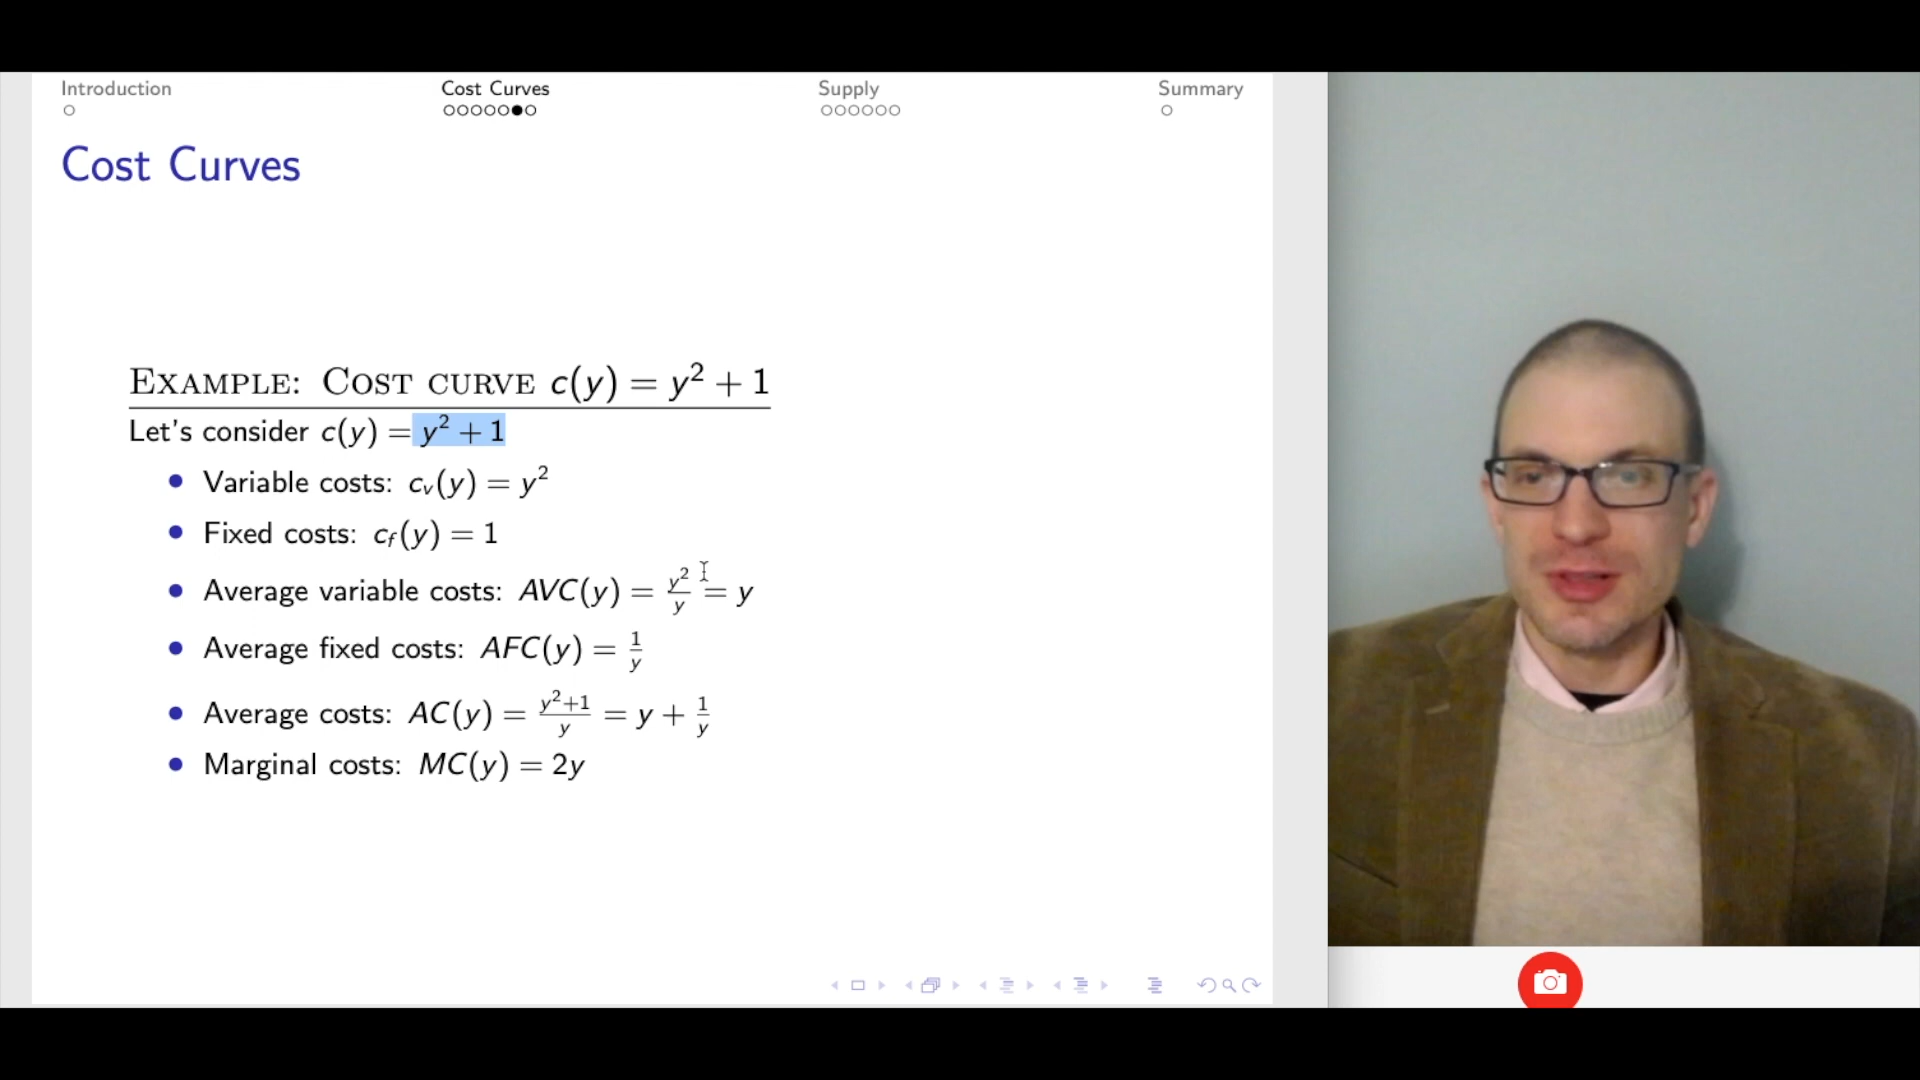 Introduction
Cost Curves
Supply
Summary
Cost Curves
Example: Cost curve c(y) = y² + 1
Let's consider c(y) = y² + 1
• Variable costs: cᵥ(y) = y²
• Fixed costs: c_f(y) = 1
• Average variable costs: AVC(y) = y²/y = y
• Average fixed costs: AFC(y) = 1/y
• Average costs: AC(y) = y²+1/y = y + 1/y
• Marginal costs: MC(y) = 2y